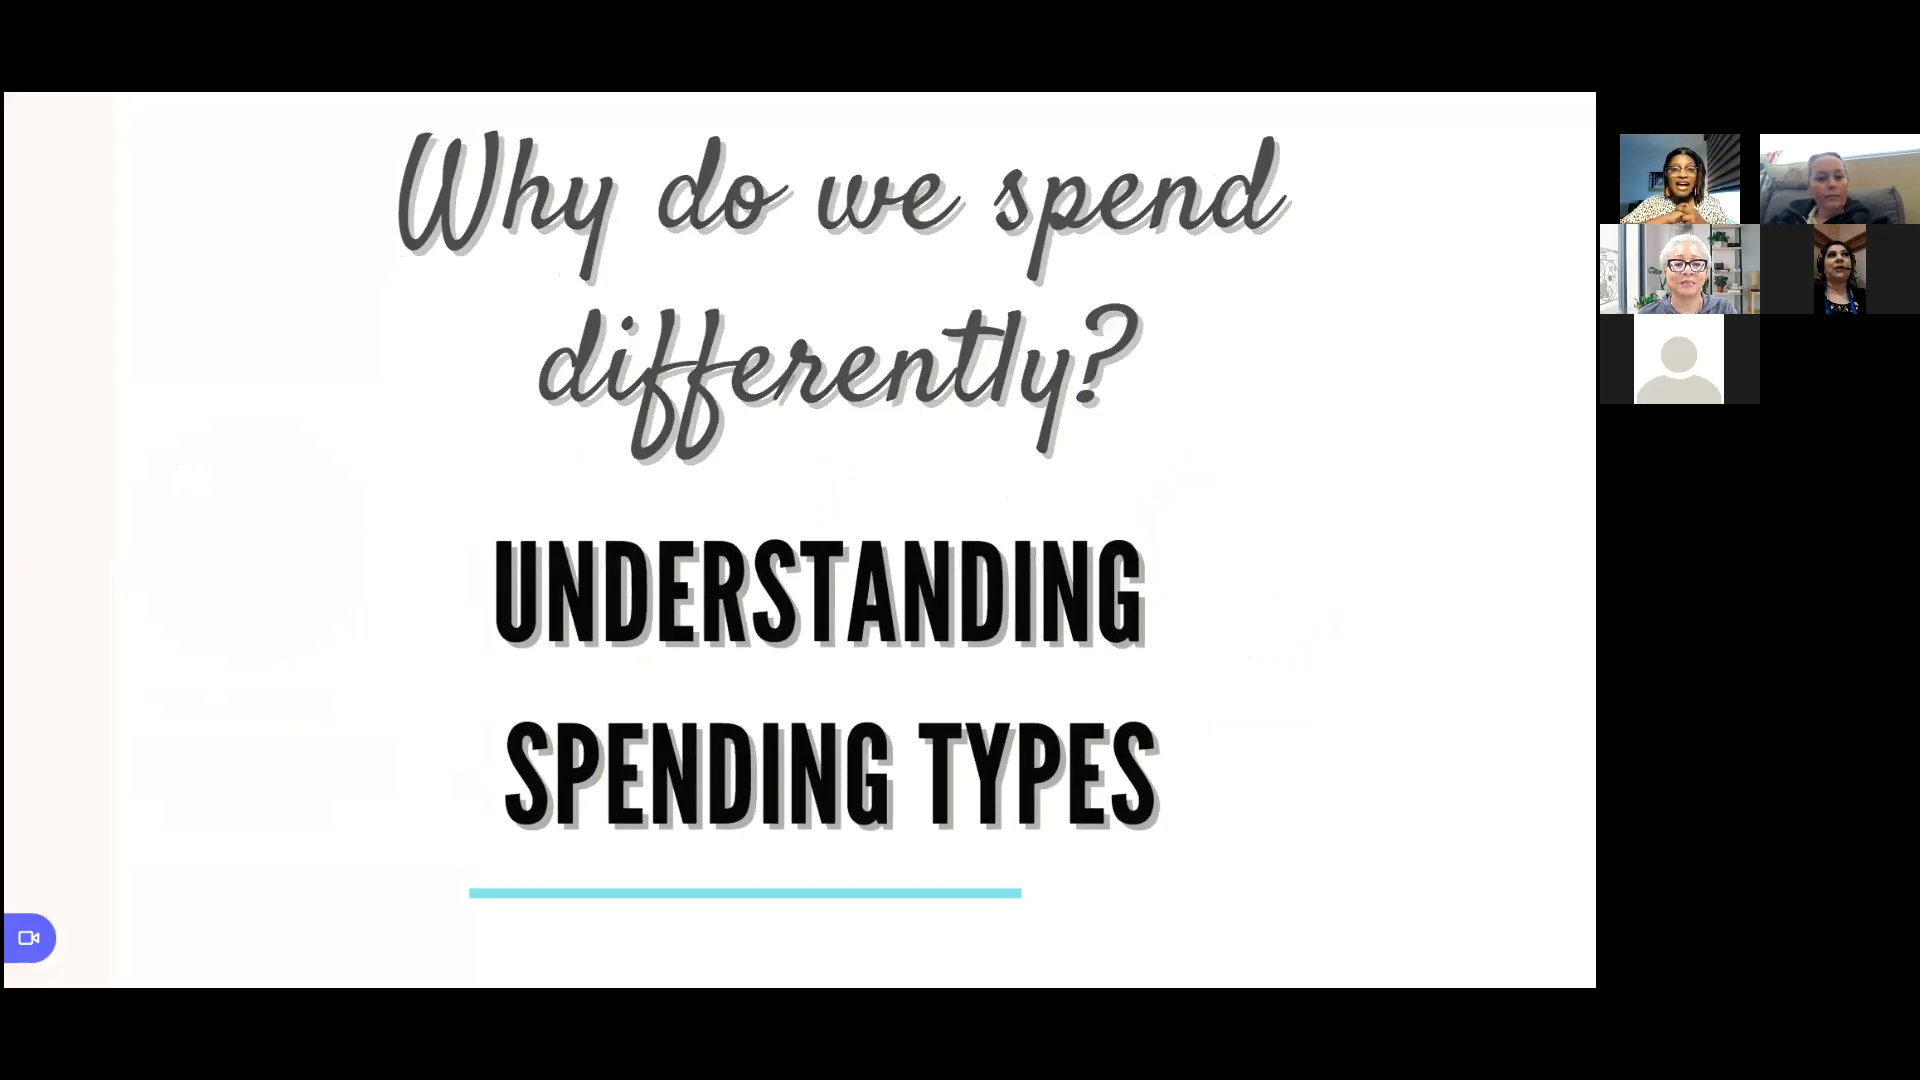 Why do we spend
differently?
UNDERSTANDING
SPENDING TYPES